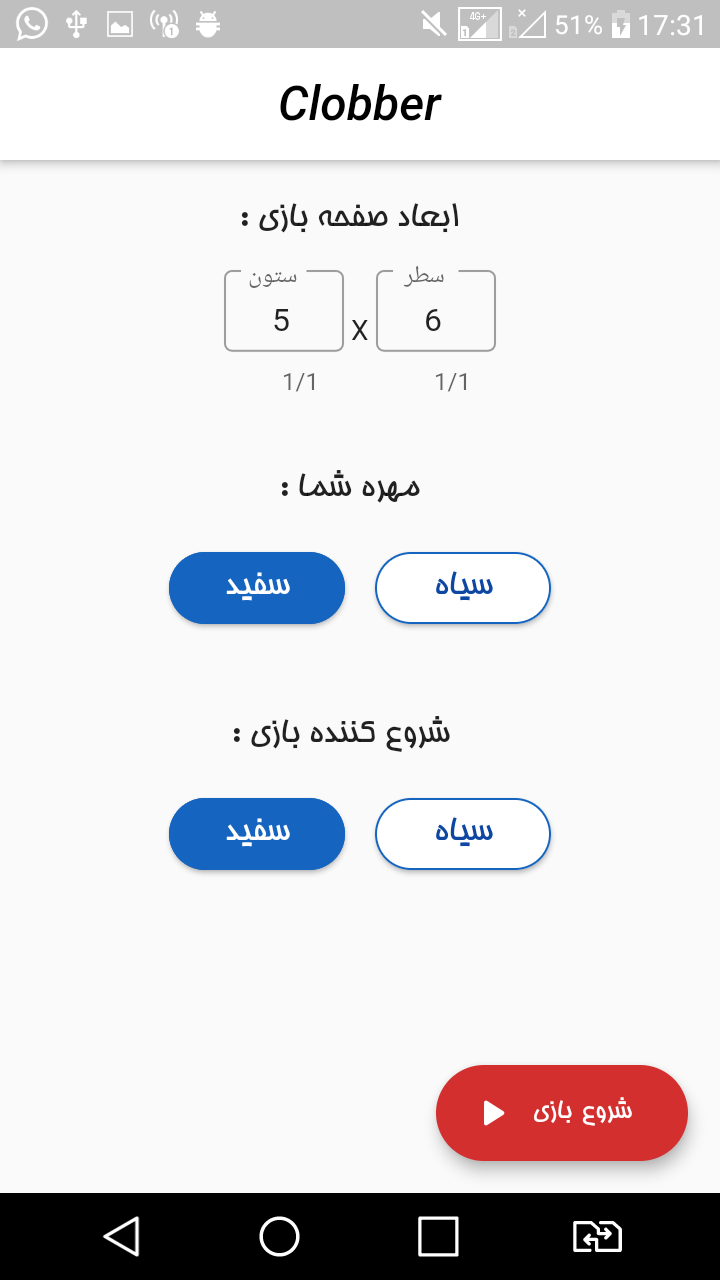 4G+ 1 51% 17:31
Clobber
ابعاد صفحه بازی :
سطر ستون
6 X 5
1/1 1/1
مهره شما :
سیاه سفید
شروع کننده بازی :
سیاه سفید
شروع بازی